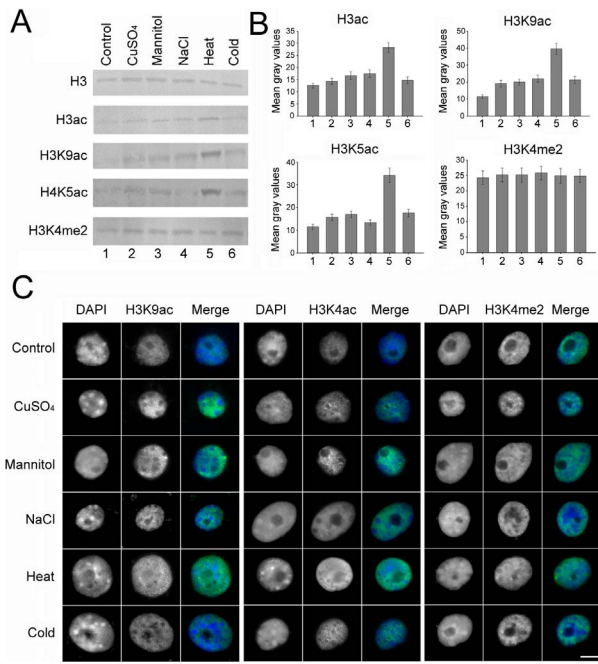 A
Control
CuSO₄
Mannitol
NaCl
Heat
Cold
H3
H3ac
H3K9ac
H4K5ac
H3K4me2
1 2 3 4 5 6
B
H3ac
Mean gray values
35
30
25
20
15
10
5
0
1 2 3 4 5 6
H3K9ac
Mean gray values
50
40
30
20
10
0
1 2 3 4 5 6
H3K5ac
Mean gray values
40
30
20
10
0
1 2 3 4 5 6
H3K4me2
Mean gray values
30
25
20
15
10
5
0
1 2 3 4 5 6
C
DAPI H3K9ac Merge DAPI H3K4ac Merge DAPI H3K4me2 Merge
Control
CuSO₄
Mannitol
NaCl
Heat
Cold